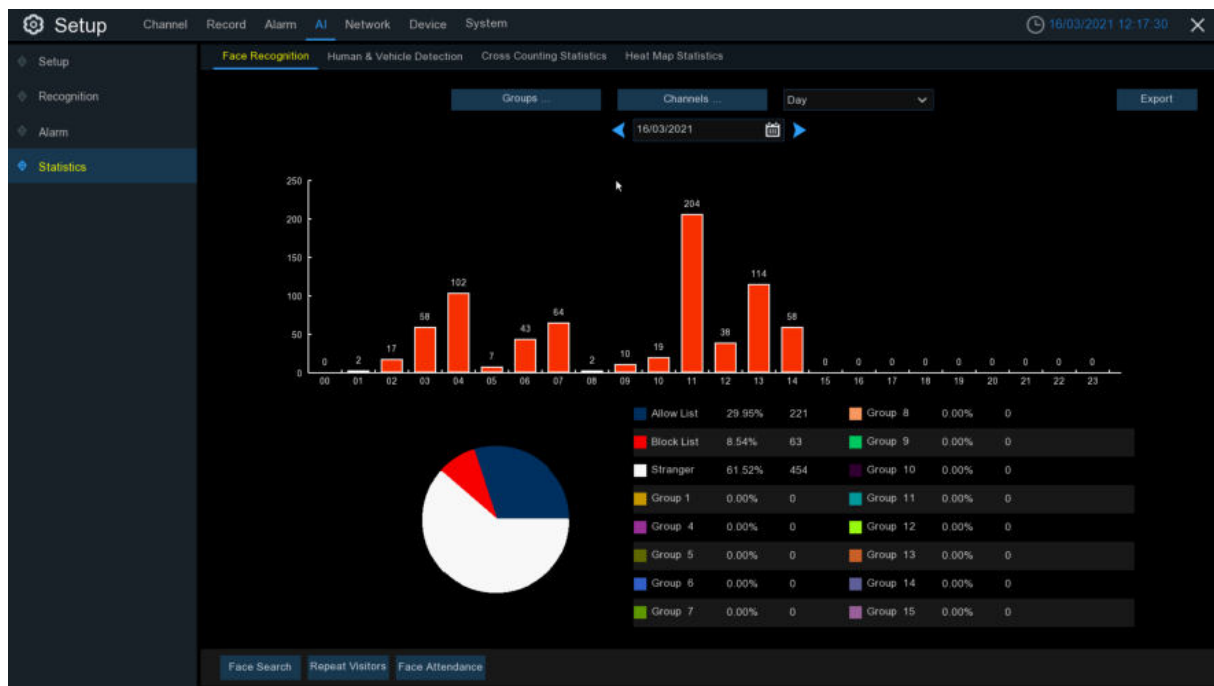 Setup Channel Record Alarm AI Network Device System 16/03/2021 12:17:30
Setup
Recognition
Alarm
Statistics
Face Recognition Human & Vehicle Detection Cross Counting Statistics Heat Map Statistics
Groups ... Channels ... Day Export
16/03/2021
250
200
150
100
50
0
0 2 17 58 102 7 43 64 2 10 19 204 38 114 58 0 0 0 0 0 0 0 0 0
00 01 02 03 04 05 06 07 08 09 10 11 12 13 14 15 16 17 18 19 20 21 22 23
Allow List 29.95% 221 Group 8 0.00% 0
Block List 8.54% 63 Group 9 0.00% 0
Stranger 61.52% 454 Group 10 0.00% 0
Group 1 0.00% 0 Group 11 0.00% 0
Group 4 0.00% 0 Group 12 0.00% 0
Group 5 0.00% 0 Group 13 0.00% 0
Group 6 0.00% 0 Group 14 0.00% 0
Group 7 0.00% 0 Group 15 0.00% 0
Face Search Repeat Visitors Face Attendance